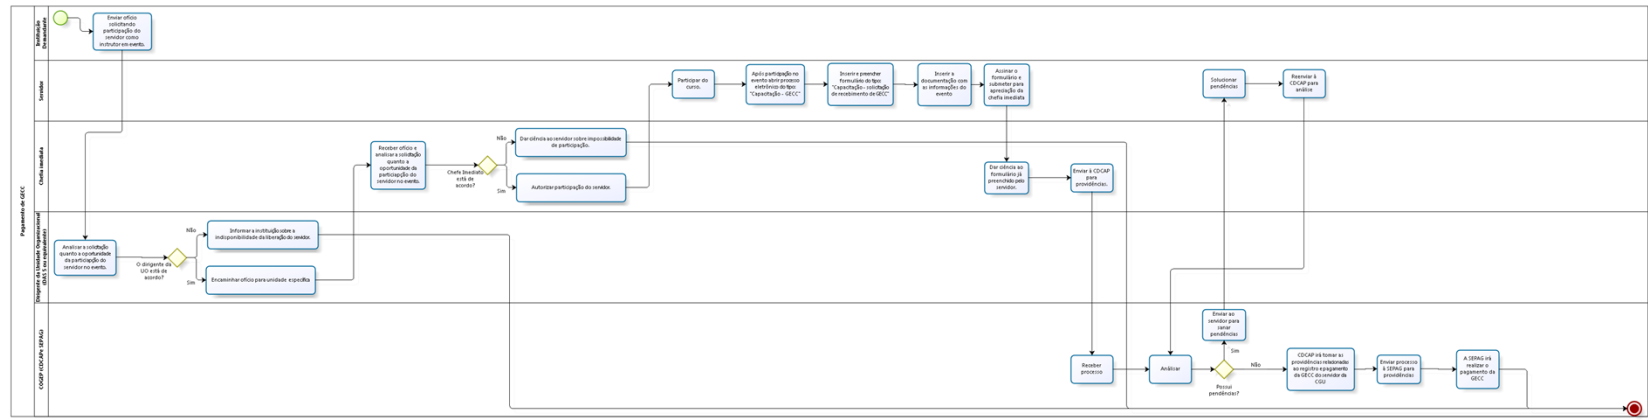 Pagamento de GECC
Instituição
Demandante
Enviar ofício
solicitando
participação do
servidor como
instrutor em evento.
Servidor
Participar do
curso.
Após participação no
evento abrir processo
eletrônico do tipo:
"Capacitação - GECC"
Inserir e preencher
formulário do tipo:
"Capacitação - solicitação
de recebimento de GECC"
Inserir a
documentação com
as informações do
evento
Assinar o
formulário e
submeter para
apreciação da
chefia imediata
Solucionar
pendências
Reenviar à
CDCAP para
análise
Chefia Imediata
Receber ofício e
analisar a solicitação
quanto a
oportunidade da
participação do
servidor no evento.
Chefe Imediato
está de
acordo?
Não
Dar ciência ao servidor sobre impossibilidade
de participação.
Sim
Autorizar participação do servidor.
Dar ciência ao
formulário já
preenchido pelo
servidor.
Enviar à CDCAP
para
providências.
Dirigente da Unidade Organizacional
(DAS 5 ou equivalente)
Analisar a solicitação
quanto a oportunidade
da participação do
servidor no evento.
O dirigente da
UO está de
acordo?
Não
Informar a instituição sobre a
indisponibilidade da liberação do servidor.
Sim
Encaminhar ofício para unidade específica
COGEP (CDCAP e SEPAG)
Receber
processo
Analisar
Enviar ao
servidor para
sanar
pendências
Sim
Possui
pendências?
Não
CDCAP irá tomar as
providências relacionadas
ao registro e pagamento
da GECC do servidor da
CGU
Enviar processo
à SEPAG para
providências
A SEPAG irá
realizar o
pagamento da
GECC